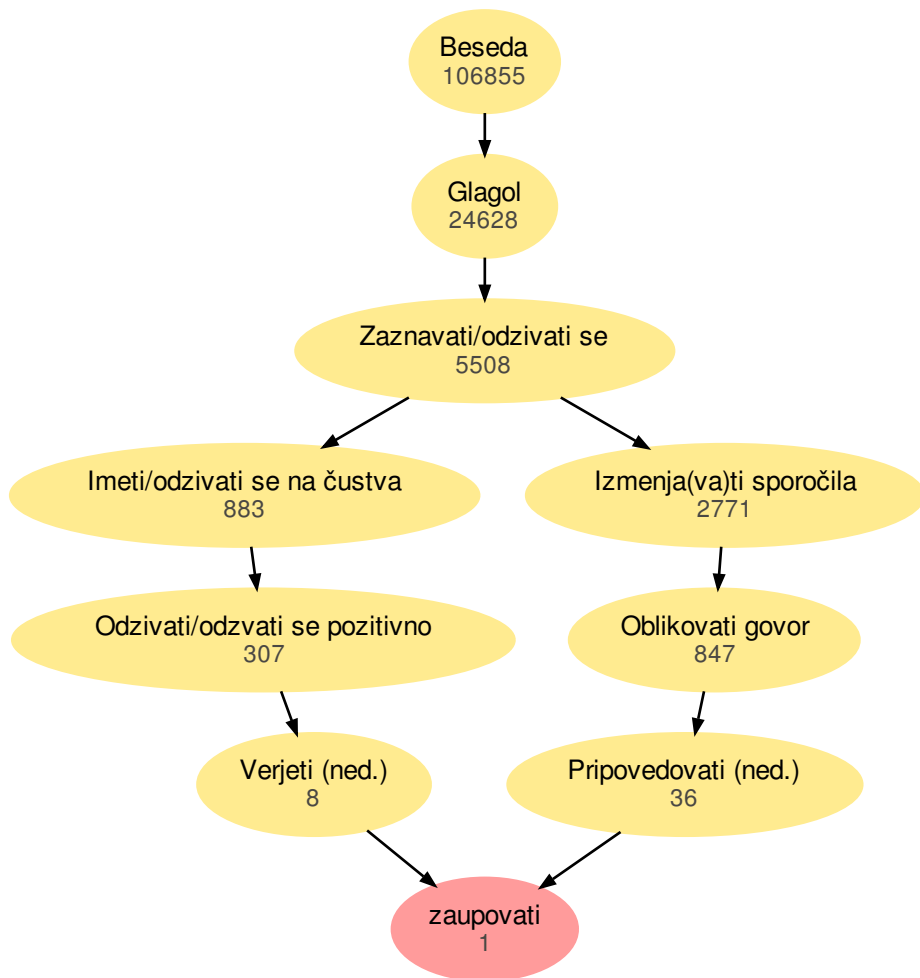 Beseda
106855
Glagol
24628
Zaznavati/odzivati se
5508
Imeti/odzivati se na čustva
883
Izmenja(va)ti sporočila
2771
Odzivati/odzvati se pozitivno
307
Oblikovati govor
847
Verjeti (ned.)
8
Pripovedovati (ned.)
36
zaupovati
1